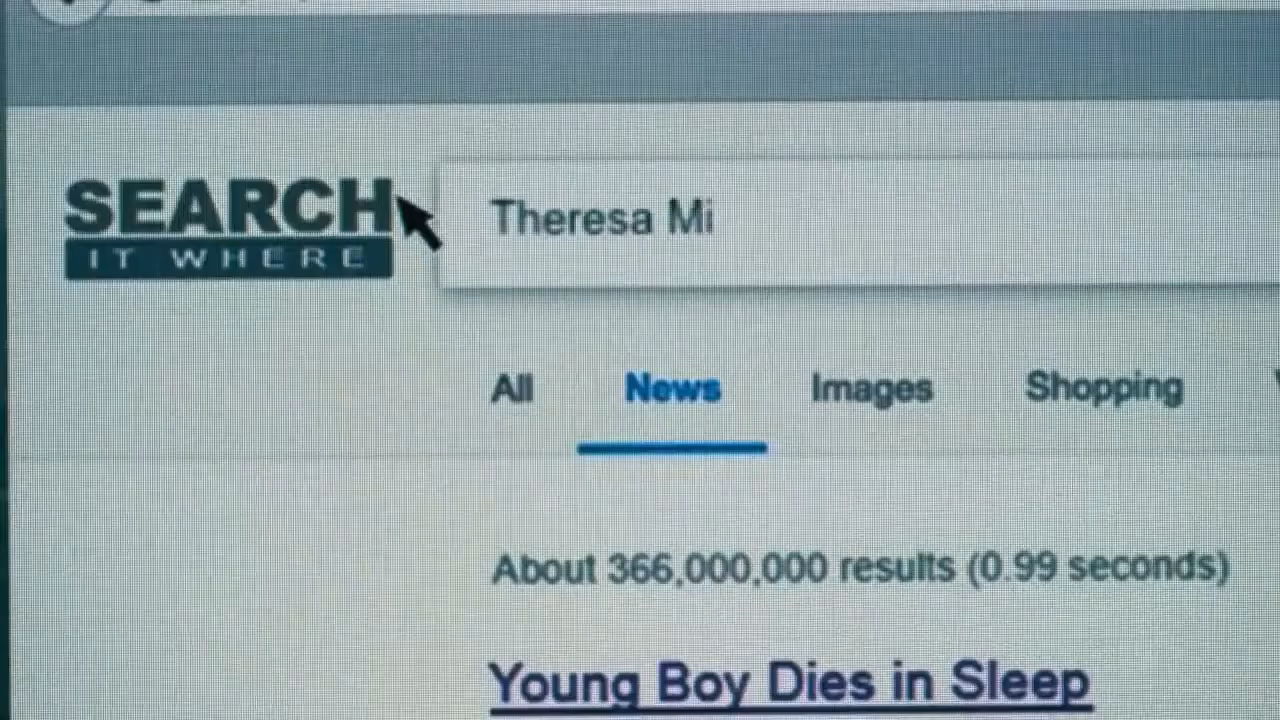 SEARCH
IT WHERE
Theresa Mi
All News Images Shopping
About 366,000,000 results (0.99 seconds)
Young Boy Dies in Sleep